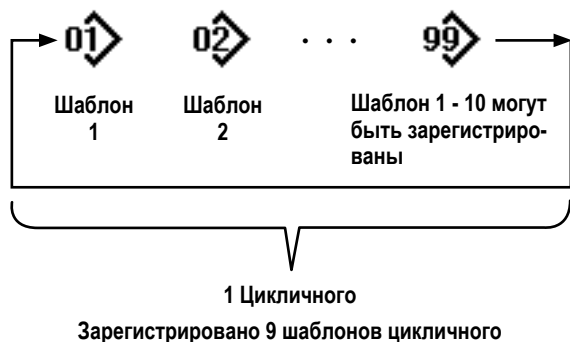 01 02 . . . 99
Шаблон
1
Шаблон
2
Шаблон 1 - 10 могут
быть зарегистриро-
ваны
1 Цикличного
Зарегистрировано 9 шаблонов цикличного